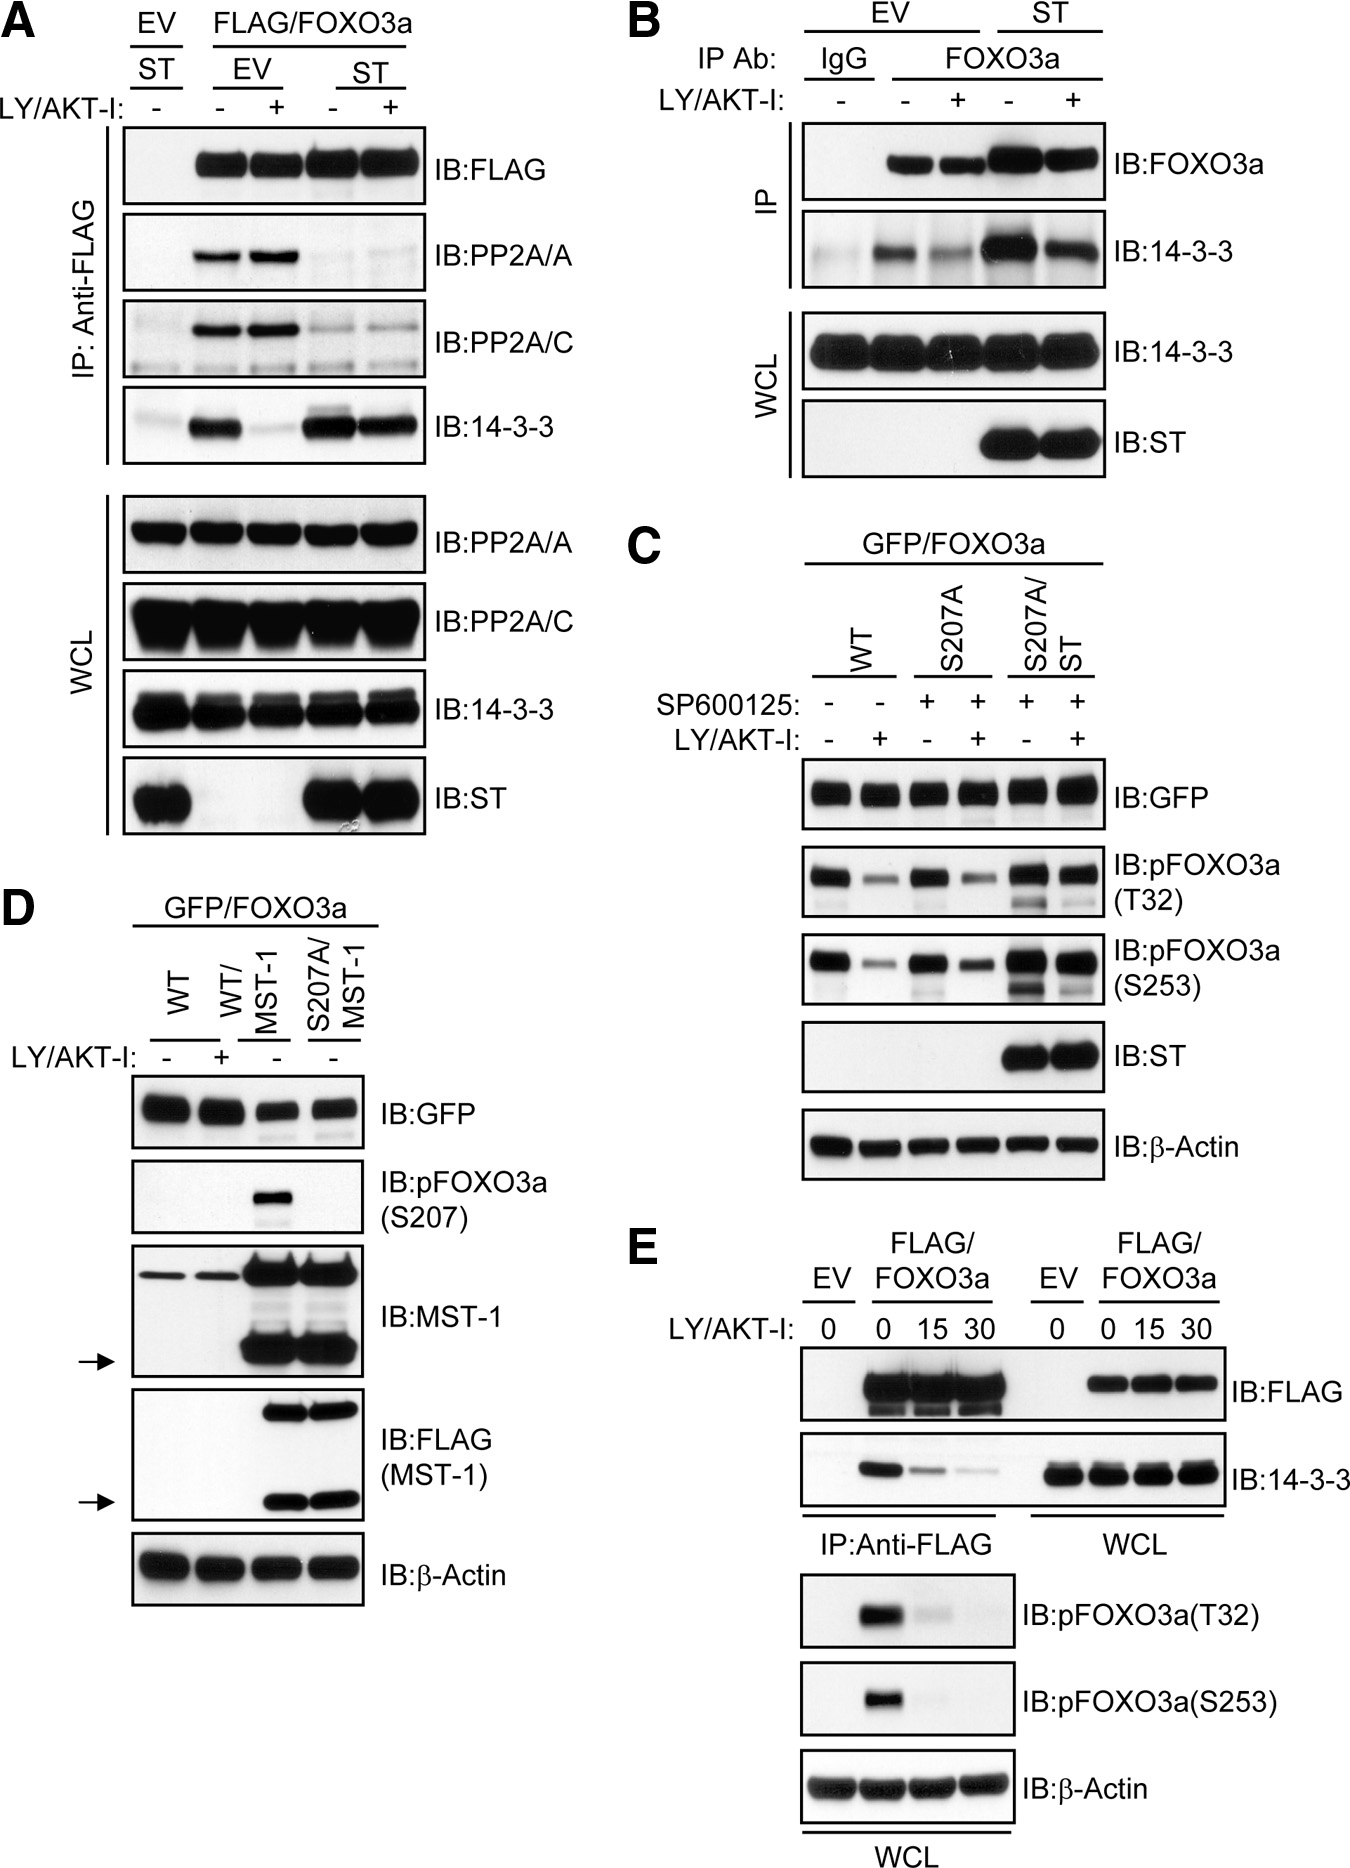 A
EV FLAG/FOXO3a
ST EV ST
LY/AKT-I: - - + - +
IP: Anti-FLAG
IB:FLAG
IB:PP2A/A
IB:PP2A/C
IB:14-3-3
WCL
IB:PP2A/A
IB:PP2A/C
IB:14-3-3
IB:ST
B
EV ST
IP Ab: IgG FOXO3a
LY/AKT-I: - - + - +
IP
IB:FOXO3a
IB:14-3-3
WCL
IB:14-3-3
IB:ST
C
GFP/FOXO3a
WT S207A S207A/
ST
SP600125: - - + + + +
LY/AKT-I: - + - + - +
IB:GFP
IB:pFOXO3a
(T32)
IB:pFOXO3a
(S253)
IB:ST
IB:β-Actin
D
GFP/FOXO3a
WT WT/
MST-1 S207A/
MST-1
LY/AKT-I: - + - -
IB:GFP
IB:pFOXO3a
(S207)
IB:MST-1
IB:FLAG
(MST-1)
IB:β-Actin
E
FLAG/ FLAG/
EV FOXO3a EV FOXO3a
LY/AKT-I: 0 0 15 30 0 0 15 30
IB:FLAG
IB:14-3-3
IP:Anti-FLAG WCL
IB:pFOXO3a(T32)
IB:pFOXO3a(S253)
IB:β-Actin
WCL